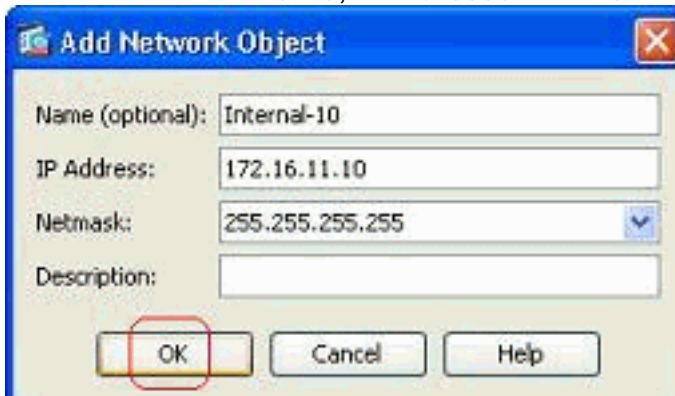 Add Network Object
Name (optional): Internal-10
IP Address: 172.16.11.10
Netmask: 255.255.255.255
Description:
OK Cancel Help